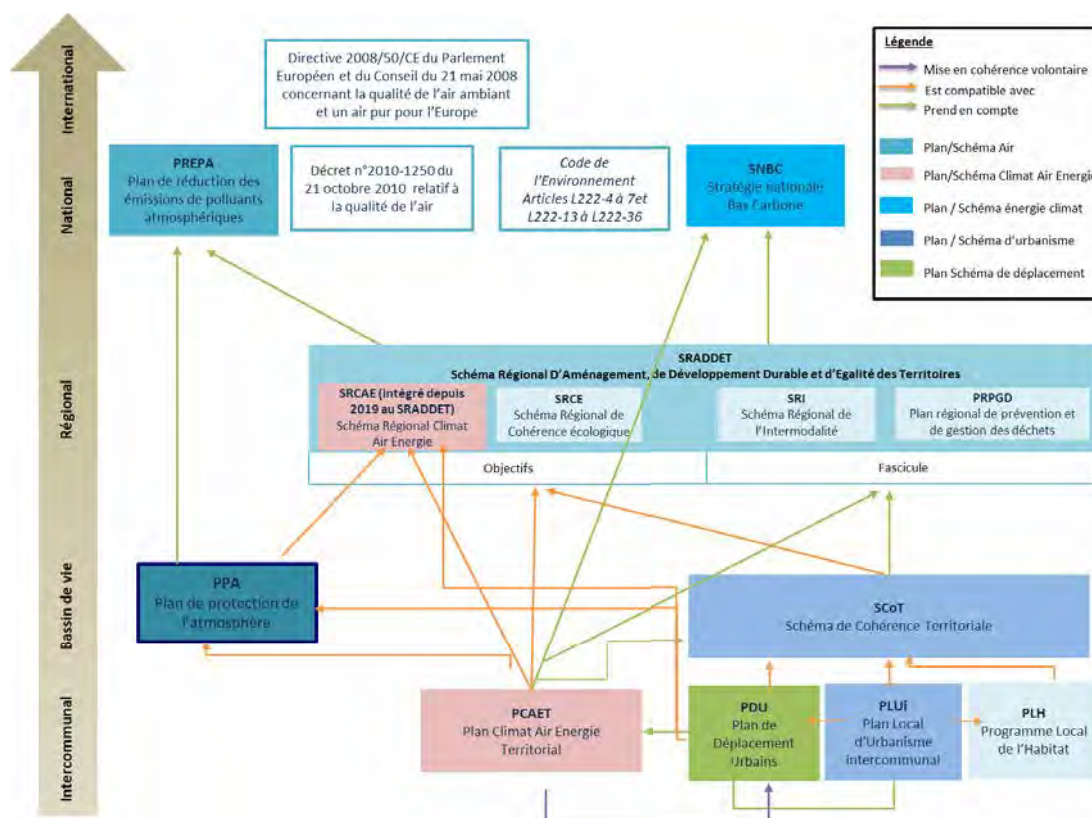 International
National
Régional
Bassin de vie
Intercommunal
Directive 2008/50/CE du Parlement
Européen et du Conseil du 21 mai 2008
concernant la qualité de l'air ambiant
et un air pur pour l'Europe
Légende
Mise en cohérence volontaire
Est compatible avec
Prend en compte
Plan/Schéma Air
Plan/Schéma Climat Air Energie
Plan / Schéma énergie climat
Plan / Schéma d'urbanisme
Plan Schéma de déplacement
PREPA
Plan de réduction des
émissions de polluants
atmosphériques
Décret n°2010-1250 du
21 octobre 2010 relatif à
la qualité de l'air
Code de
l'Environnement
Articles L222-4 à 7et
L222-13 à L222-36
SNBC
Stratégie nationale
Bas Carbone
SRADDET
Schéma Régional D'Aménagement, de Développement Durable et d'Egalité des Territoires
SRCAE (intégré depuis
2019 au SRADDET)
Schéma Régional Climat
Air Energie
SRCE
Schéma Régional de
Cohérence écologique
SRI
Schéma Régional de
l'Intermodalité
PRPGD
Plan régional de prévention et
de gestion des déchets
Objectifs
Fascicule
PPA
Plan de protection de
l'atmosphère
SCoT
Schéma de Cohérence Territoriale
PCAET
Plan Climat Air Energie
Territorial
PDU
Plan de
Déplacement
Urbains
PLUi
Plan Local
d'Urbanisme
intercommunal
PLH
Programme Local
de l'Habitat